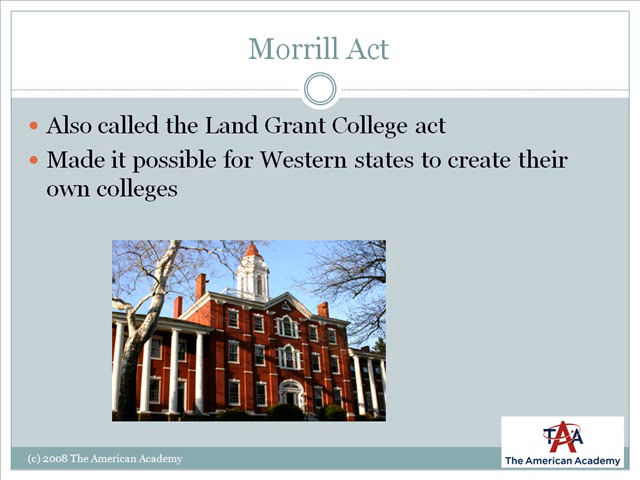 Morrill Act
Also called the Land Grant College act
Made it possible for Western states to create their
own colleges
(c) 2008 The American Academy
TAA
The American Academy